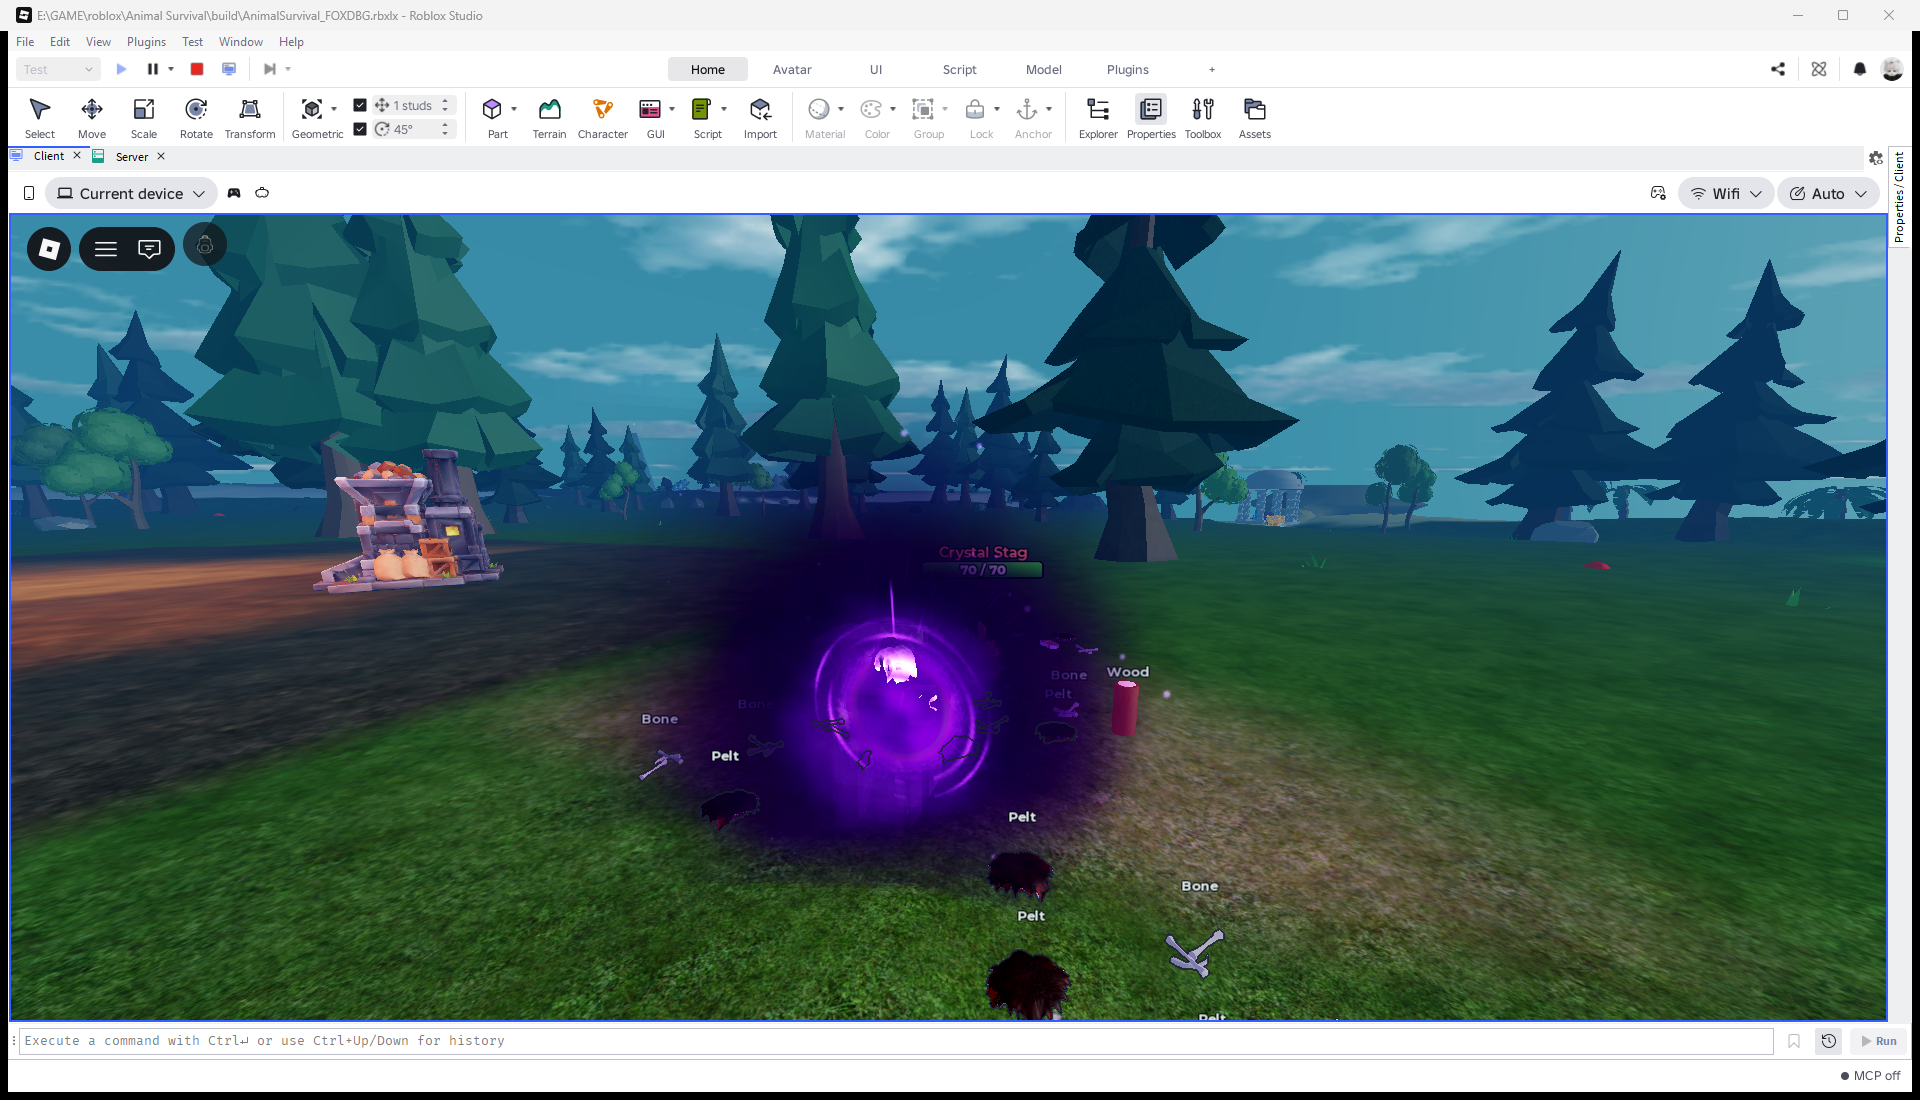 E:\GAME\roblox\Animal Survival\build\AnimalSurvival_FOXDBG.rbxlx - Roblox Studio
File Edit View Plugins Test Window Help
Test Home Avatar UI Script Model Plugins +
1 studs
45°
Select Move Scale Rotate Transform Geometric Part Terrain Character GUI Script Import Material Color Group Lock Anchor Explorer Properties Toolbox Assets
Client Server
Properties / Client
Current device Wifi Auto
Crystal Stag
70 / 70
Wood
Bone
Pelt
Bone
Bone
Pelt
Pelt
Bone
Pelt
Pelt
Execute a command with Ctrl↵ or use Ctrl+Up/Down for history
Run
MCP off